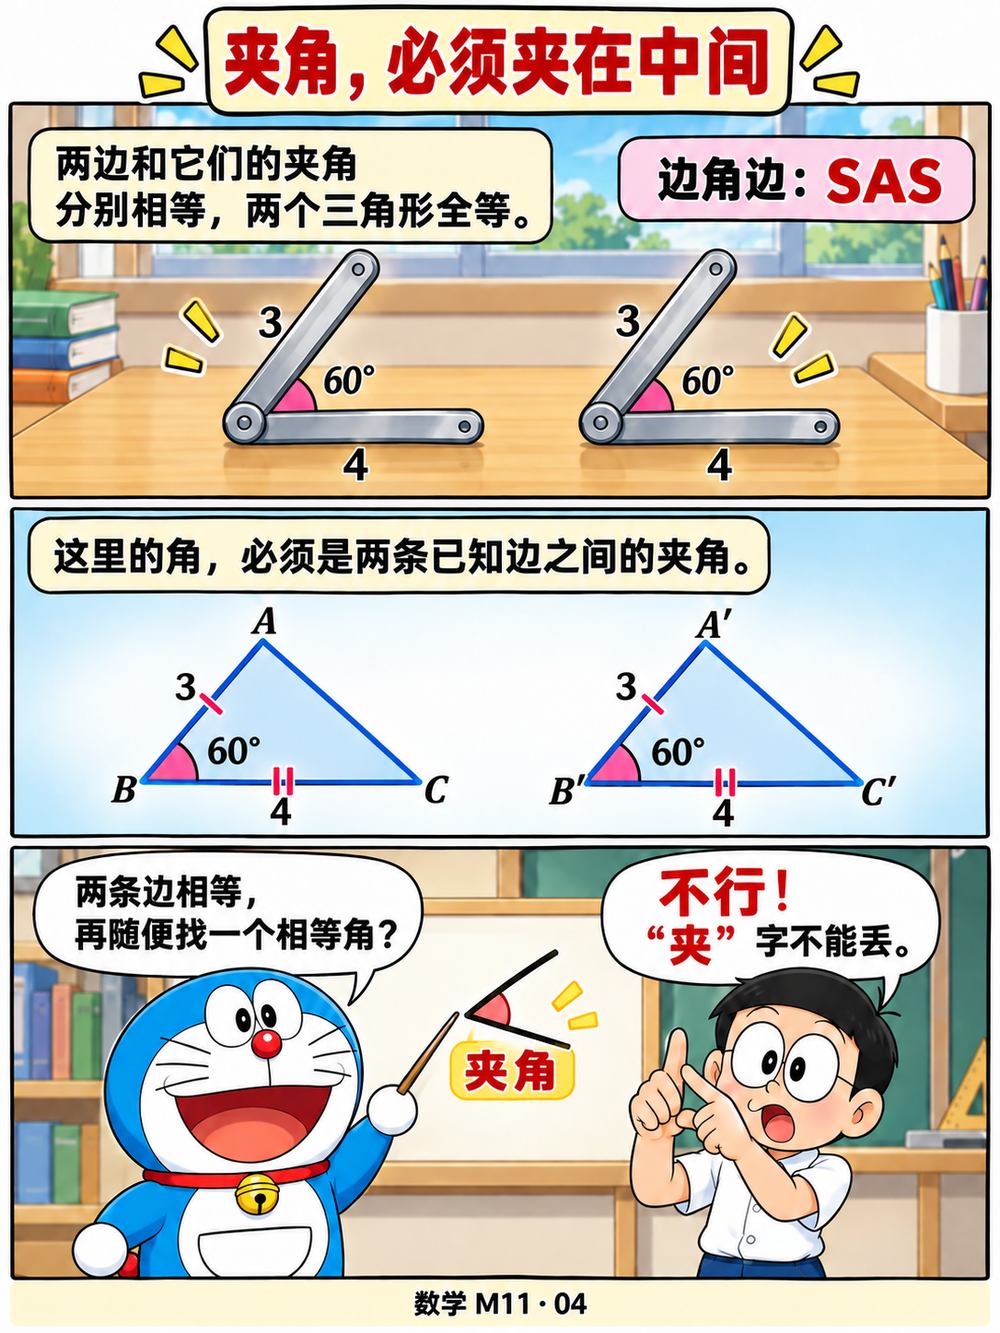 夹角，必须夹在中间
两边和它们的夹角
分别相等，两个三角形全等。
边角边：SAS
3
60°
4
3
60°
4
这里的角，必须是两条已知边之间的夹角。
A
3
60°
B
C
4
A′
3
60°
B′
C′
4
两条边相等，
再随便找一个相等角？
不行！
“夹”字不能丢。
夹角
数学 M11·04